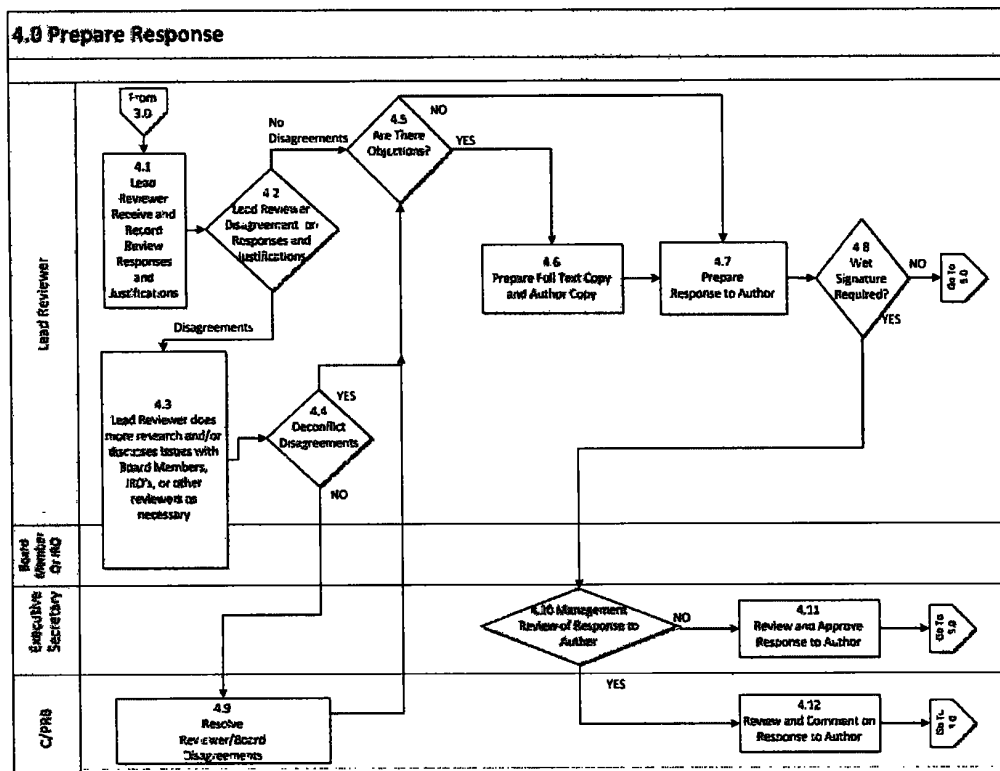 4.0 Prepare Response
Lead Reviewer
From
3.0
4.1
Lead
Reviewer
Receive and
Record
Review
Responses
and
Justifications
No
Disagreements
4.2
Lead Reviewer
Disagreement on
Responses and
Justifications
Disagreements
4.5
Are There
Objections?
NO
YES
4.6
Prepare Full Text Copy
and Author Copy
4.7
Prepare
Response to Author
4.8
Wet
Signature
Required?
NO
YES
Go To
5.0
4.3
Lead Reviewer does
more research and/or
discusses issues with
Board Members,
IRO's, or other
reviewers as
necessary
4.4
Deconflict
Disagreements
YES
NO
Board
Member
Or IRO
Executive
Secretary
4.10 Management
Review of Response to
Author
NO
YES
4.11
Review and Approve
Response to Author
Go To
5.0
C/PRB
4.9
Resolve
Reviewer/Board
Disagreements
4.12
Review and Comment on
Response to Author
Go To